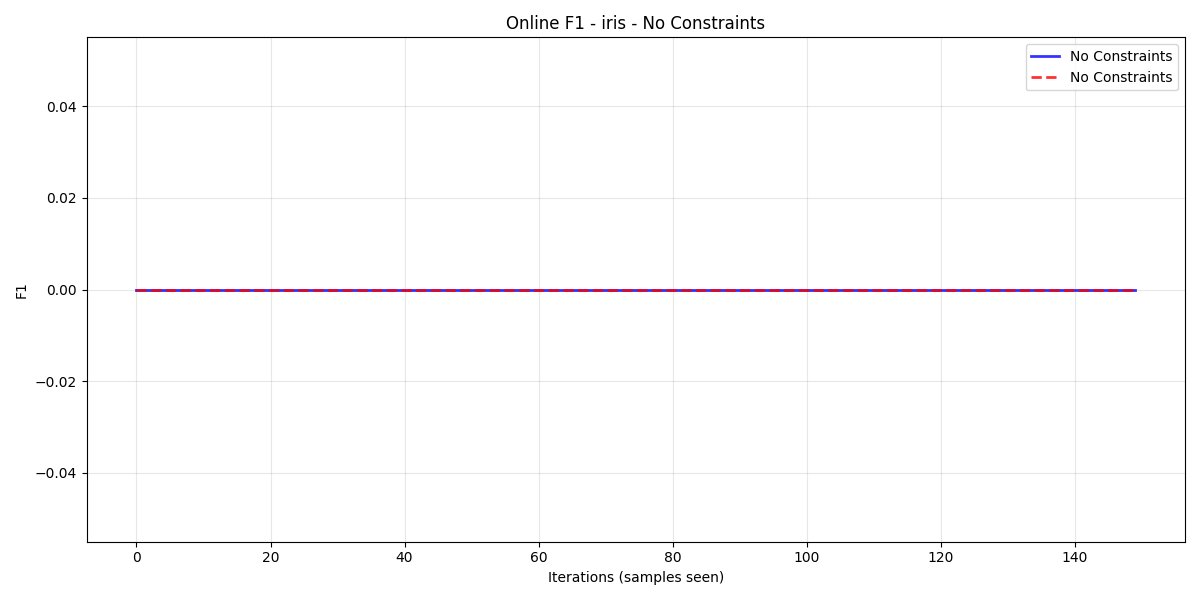 Online F1 - iris - No Constraints
No Constraints
No Constraints
0.04
0.02
0.00
−0.02
−0.04
F1
0 20 40 60 80 100 120 140
Iterations (samples seen)